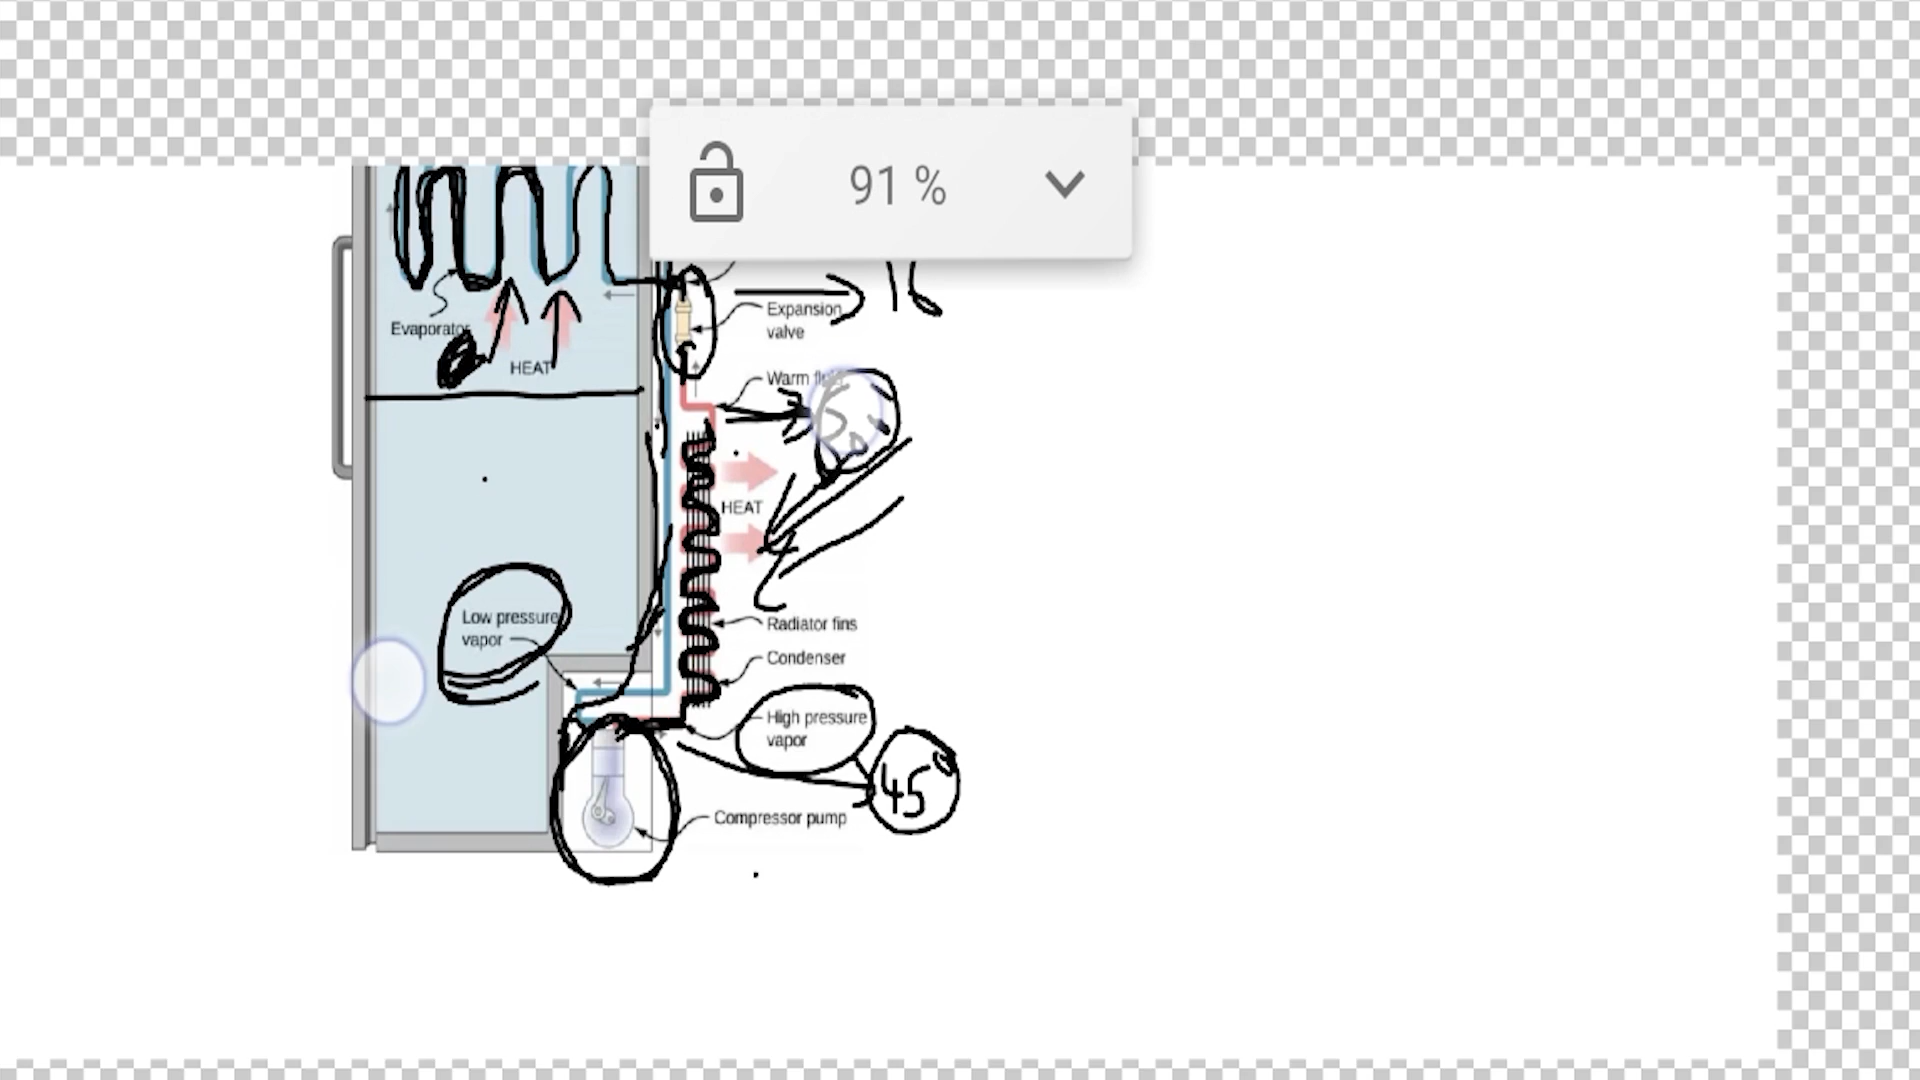 91 %
16
Expansion
valve
Evaporator
Warm
HEAT
HEAT
Low pressure
vapor
Radiator fins
Condenser
High pressure
vapor
45°
Compressor pump